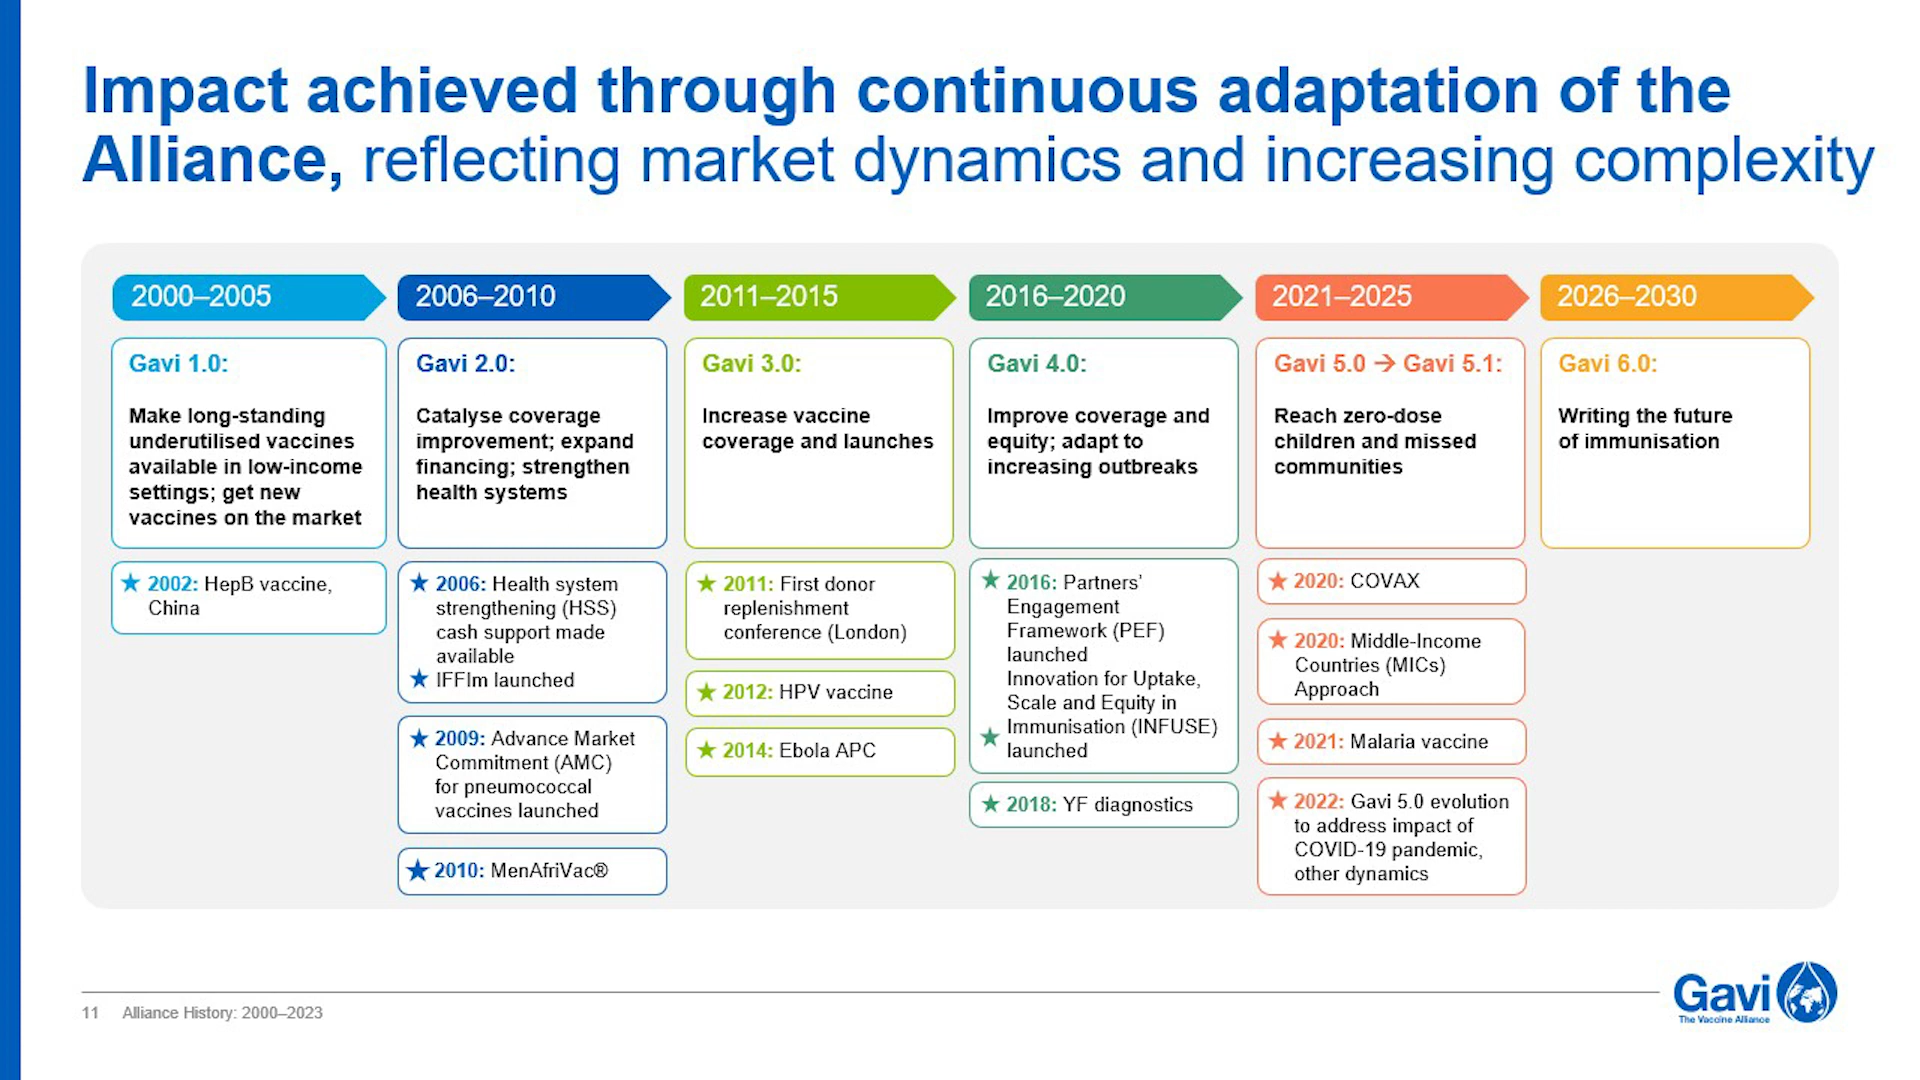 Impact achieved through continuous adaptation of the
Alliance, reflecting market dynamics and increasing complexity
2000–2005
2006–2010
2011–2015
2016–2020
2021–2025
2026–2030
Gavi 1.0:
Make long-standing
underutilised vaccines
available in low-income
settings; get new
vaccines on the market
★ 2002: HepB vaccine,
China
Gavi 2.0:
Catalyse coverage
improvement; expand
financing; strengthen
health systems
★ 2006: Health system
strengthening (HSS)
cash support made
available
★ IFFIm launched
★ 2009: Advance Market
Commitment (AMC)
for pneumococcal
vaccines launched
★ 2010: MenAfriVac®
Gavi 3.0:
Increase vaccine
coverage and launches
★ 2011: First donor
replenishment
conference (London)
★ 2012: HPV vaccine
★ 2014: Ebola APC
Gavi 4.0:
Improve coverage and
equity; adapt to
increasing outbreaks
★ 2016: Partners’
Engagement
Framework (PEF)
launched
Innovation for Uptake,
Scale and Equity in
Immunisation (INFUSE)
★ launched
★ 2018: YF diagnostics
Gavi 5.0 → Gavi 5.1:
Reach zero-dose
children and missed
communities
★ 2020: COVAX
★ 2020: Middle-Income
Countries (MICs)
Approach
★ 2021: Malaria vaccine
★ 2022: Gavi 5.0 evolution
to address impact of
COVID-19 pandemic,
other dynamics
Gavi 6.0:
Writing the future
of immunisation
11 Alliance History: 2000–2023
Gavi
The Vaccine Alliance